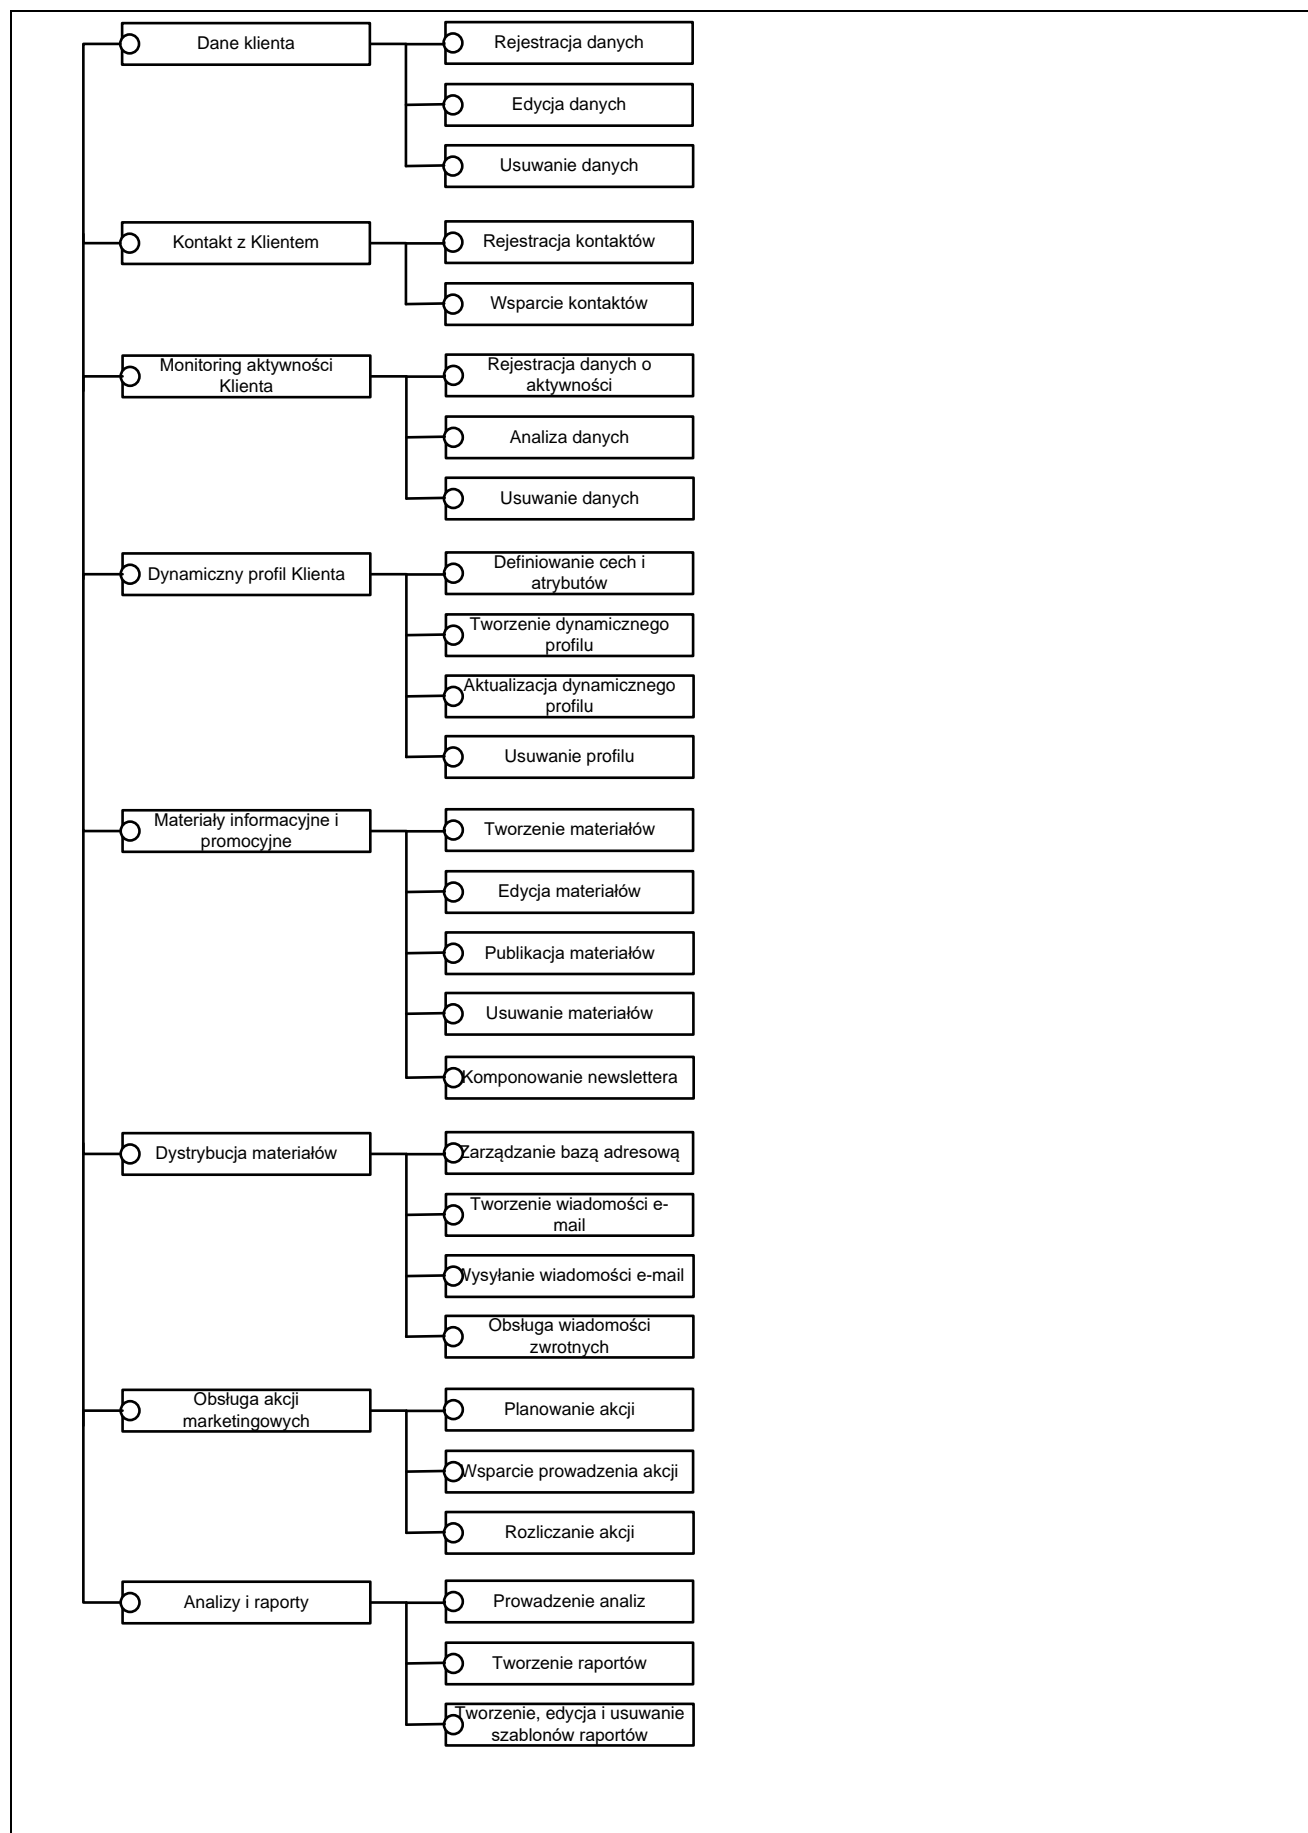 Dane klienta
Rejestracja danych
Edycja danych
Usuwanie danych
Kontakt z Klientem
Rejestracja kontaktów
Wsparcie kontaktów
Monitoring aktywności
Klienta
Rejestracja danych o
aktywności
Analiza danych
Usuwanie danych
Dynamiczny profil Klienta
Definiowanie cech i
atrybutów
Tworzenie dynamicznego
profilu
Aktualizacja dynamicznego
profilu
Usuwanie profilu
Materiały informacyjne i
promocyjne
Tworzenie materiałów
Edycja materiałów
Publikacja materiałów
Usuwanie materiałów
Komponowanie newslettera
Dystrybucja materiałów
Zarządzanie bazą adresową
Tworzenie wiadomości e-
mail
Wysyłanie wiadomości e-mail
Obsługa wiadomości
zwrotnych
Obsługa akcji
marketingowych
Planowanie akcji
Wsparcie prowadzenia akcji
Rozliczanie akcji
Analizy i raporty
Prowadzenie analiz
Tworzenie raportów
Tworzenie, edycja i usuwanie
szablonów raportów